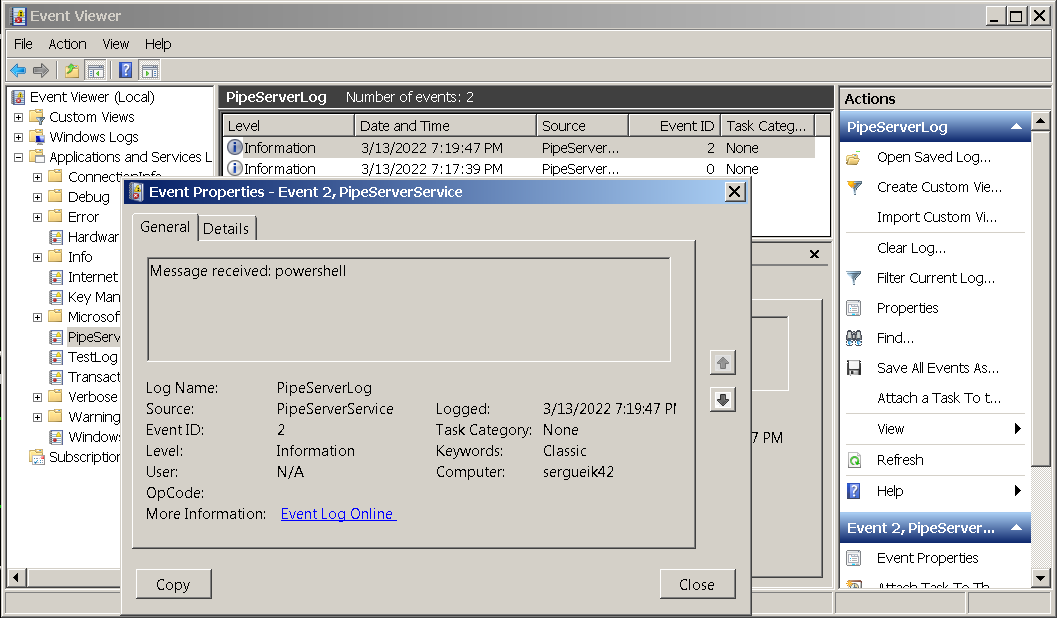 Event Viewer
File Action View Help
Event Viewer (Local)
Custom Views
Windows Logs
Applications and Services L
ConnectionInfo
Debug
Error
Hardwar
Info
Internet
Key Man
Microsof
PipeServ
TestLog
Transact
Verbose
Warning
Window
Subscription
PipeServerLog Number of events: 2
Level Date and Time Source Event ID Task Categ...
Information 3/13/2022 7:19:47 PM PipeServer... 2 None
Information 3/13/2022 7:17:39 PM PipeServer... 0 None
Event Properties - Event 2, PipeServerService
General Details
Message received: powershell
Log Name: PipeServerLog
Source: PipeServerService Logged: 3/13/2022 7:19:47 PM
Event ID: 2 Task Category: None
Level: Information Keywords: Classic
User: N/A Computer: sergueik42
OpCode:
More Information: Event Log Online
Copy Close
7 PM
Actions
PipeServerLog
Open Saved Log...
Create Custom Vie...
Import Custom Vi...
Clear Log...
Filter Current Log...
Properties
Find...
Save All Events As...
Attach a Task To t...
View
Refresh
Help
Event 2, PipeServer...
Event Properties
Attach Task To Th